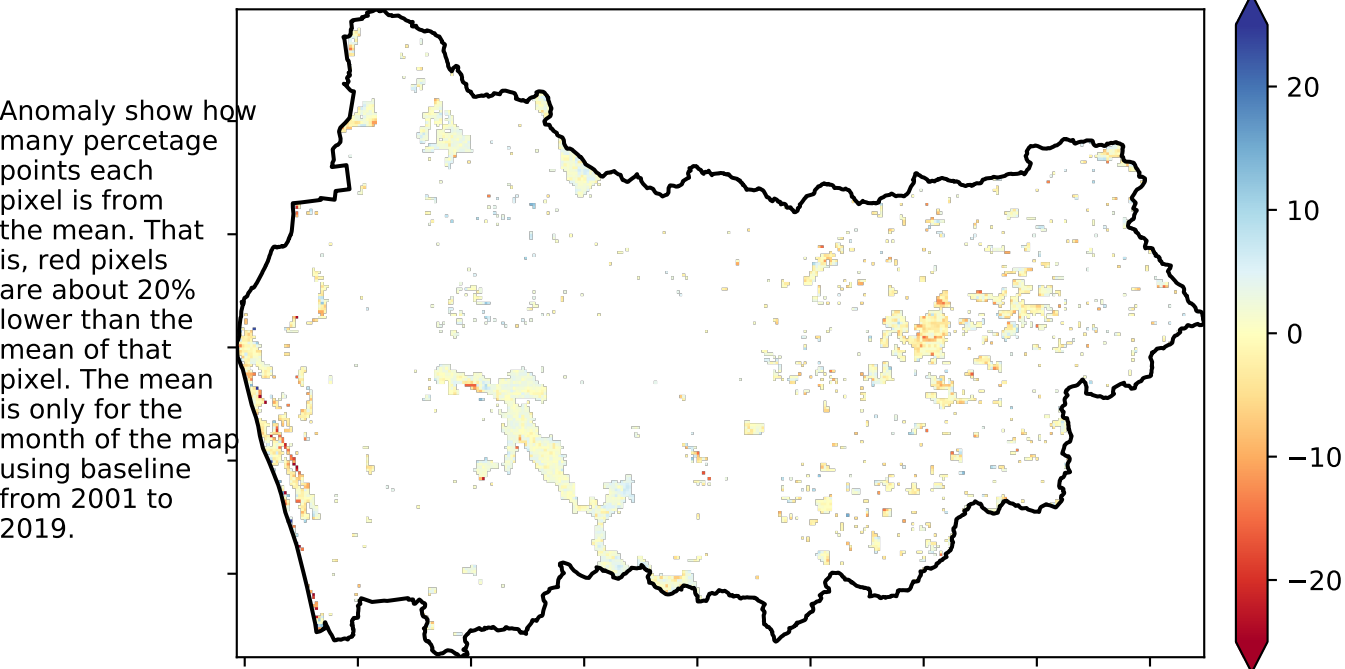 Anomaly show how
many percetage
points each
pixel is from
the mean. That
is, red pixels
are about 20%
lower than the
mean of that
pixel. The mean
is only for the
month of the map
using baseline
from 2001 to
2019.
20
10
0
−10
−20